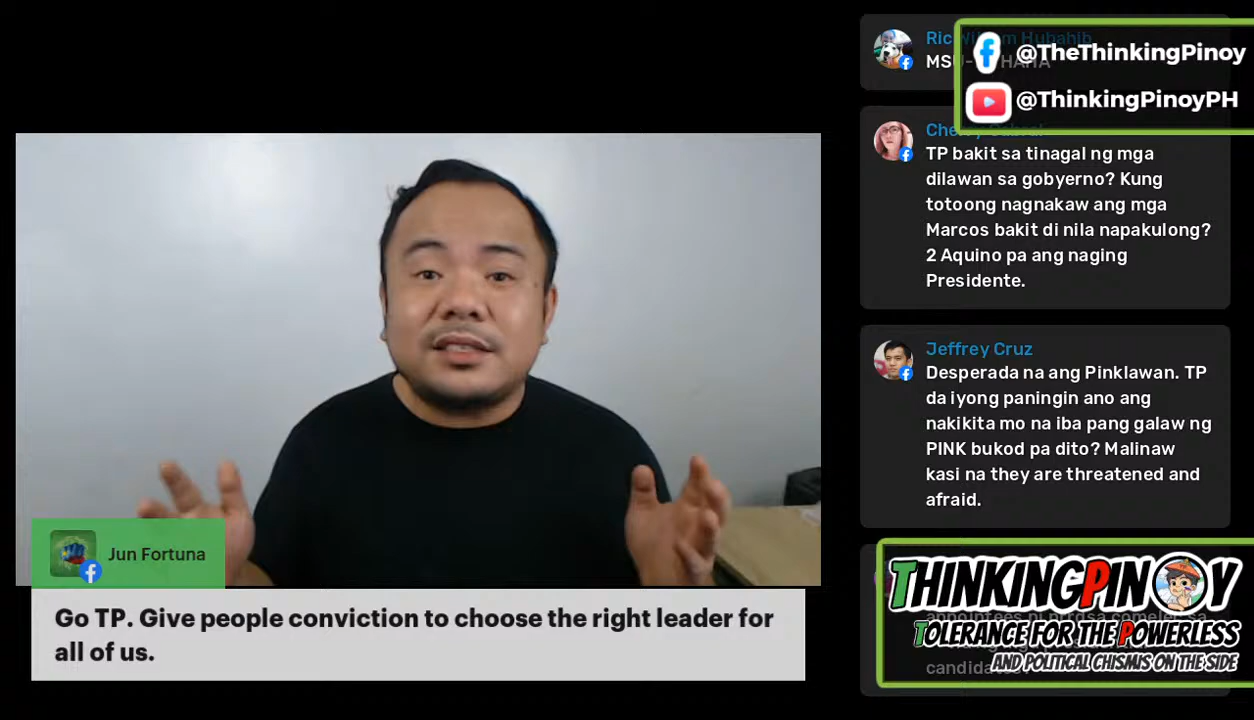 Ric
MSU-
HAHA
@TheThinkingPinoy
@ThinkingPinoyPH
TP bakit sa tinagal ng mga
dilawan sa gobyerno? Kung
totoong nagnakaw ang mga
Marcos bakit di nila napakulong?
2 Aquino pa ang naging
Presidente.
Jeffrey Cruz
Desperada na ang Pinklawan. TP
da iyong paningin ano ang
nakikita mo na iba pang galaw ng
PINK bukod pa dito? Malinaw
kasi na they are threatened and
afraid.
Jun Fortuna
Go TP. Give people conviction to choose the right leader for
all of us.
THINKINGPINOY
TOLERANCE FOR THE POWERLESS
AND POLITICAL CHISMIS ON THE SIDE